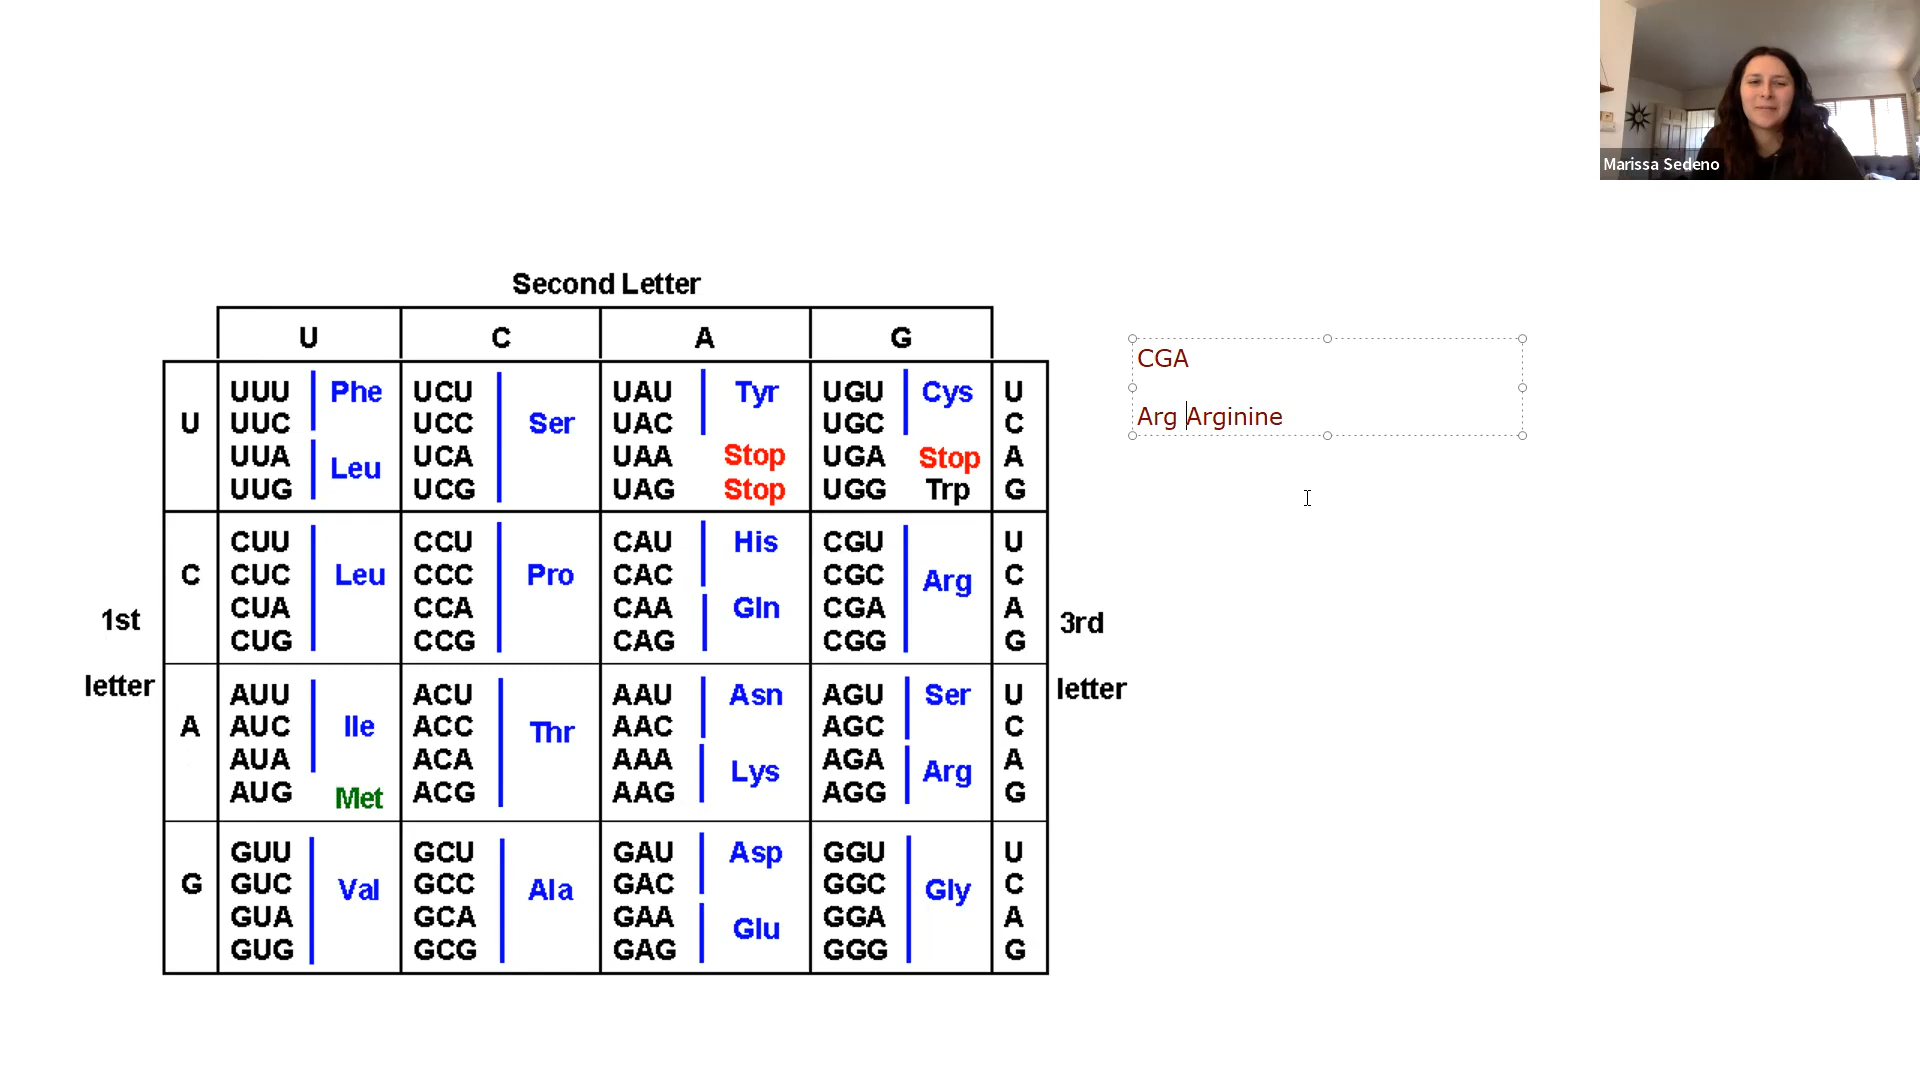 Marissa Sedeno
Second Letter
U C A G
UUU Phe UCU UAU Tyr UGU Cys U
U UUC UCC Ser UAC UGC C
UUA Leu UCA UAA Stop UGA Stop A
UUG UCG UAG Stop UGG Trp G
CUU CCU CAU His CGU U
C CUC Leu CCC Pro CAC CGC Arg C
CUA CCA CAA Gln CGA A
CUG CCG CAG CGG G
1st 3rd
letter letter
AUU ACU AAU Asn AGU Ser U
A AUC Ile ACC Thr AAC AGC C
AUA ACA AAA Lys AGA Arg A
AUG Met ACG AAG AGG G
GUU GCU GAU Asp GGU U
G GUC Val GCC Ala GAC GGC Gly C
GUA GCA GAA Glu GGA A
GUG GCG GAG GGG G
CGA
Arg Arginine